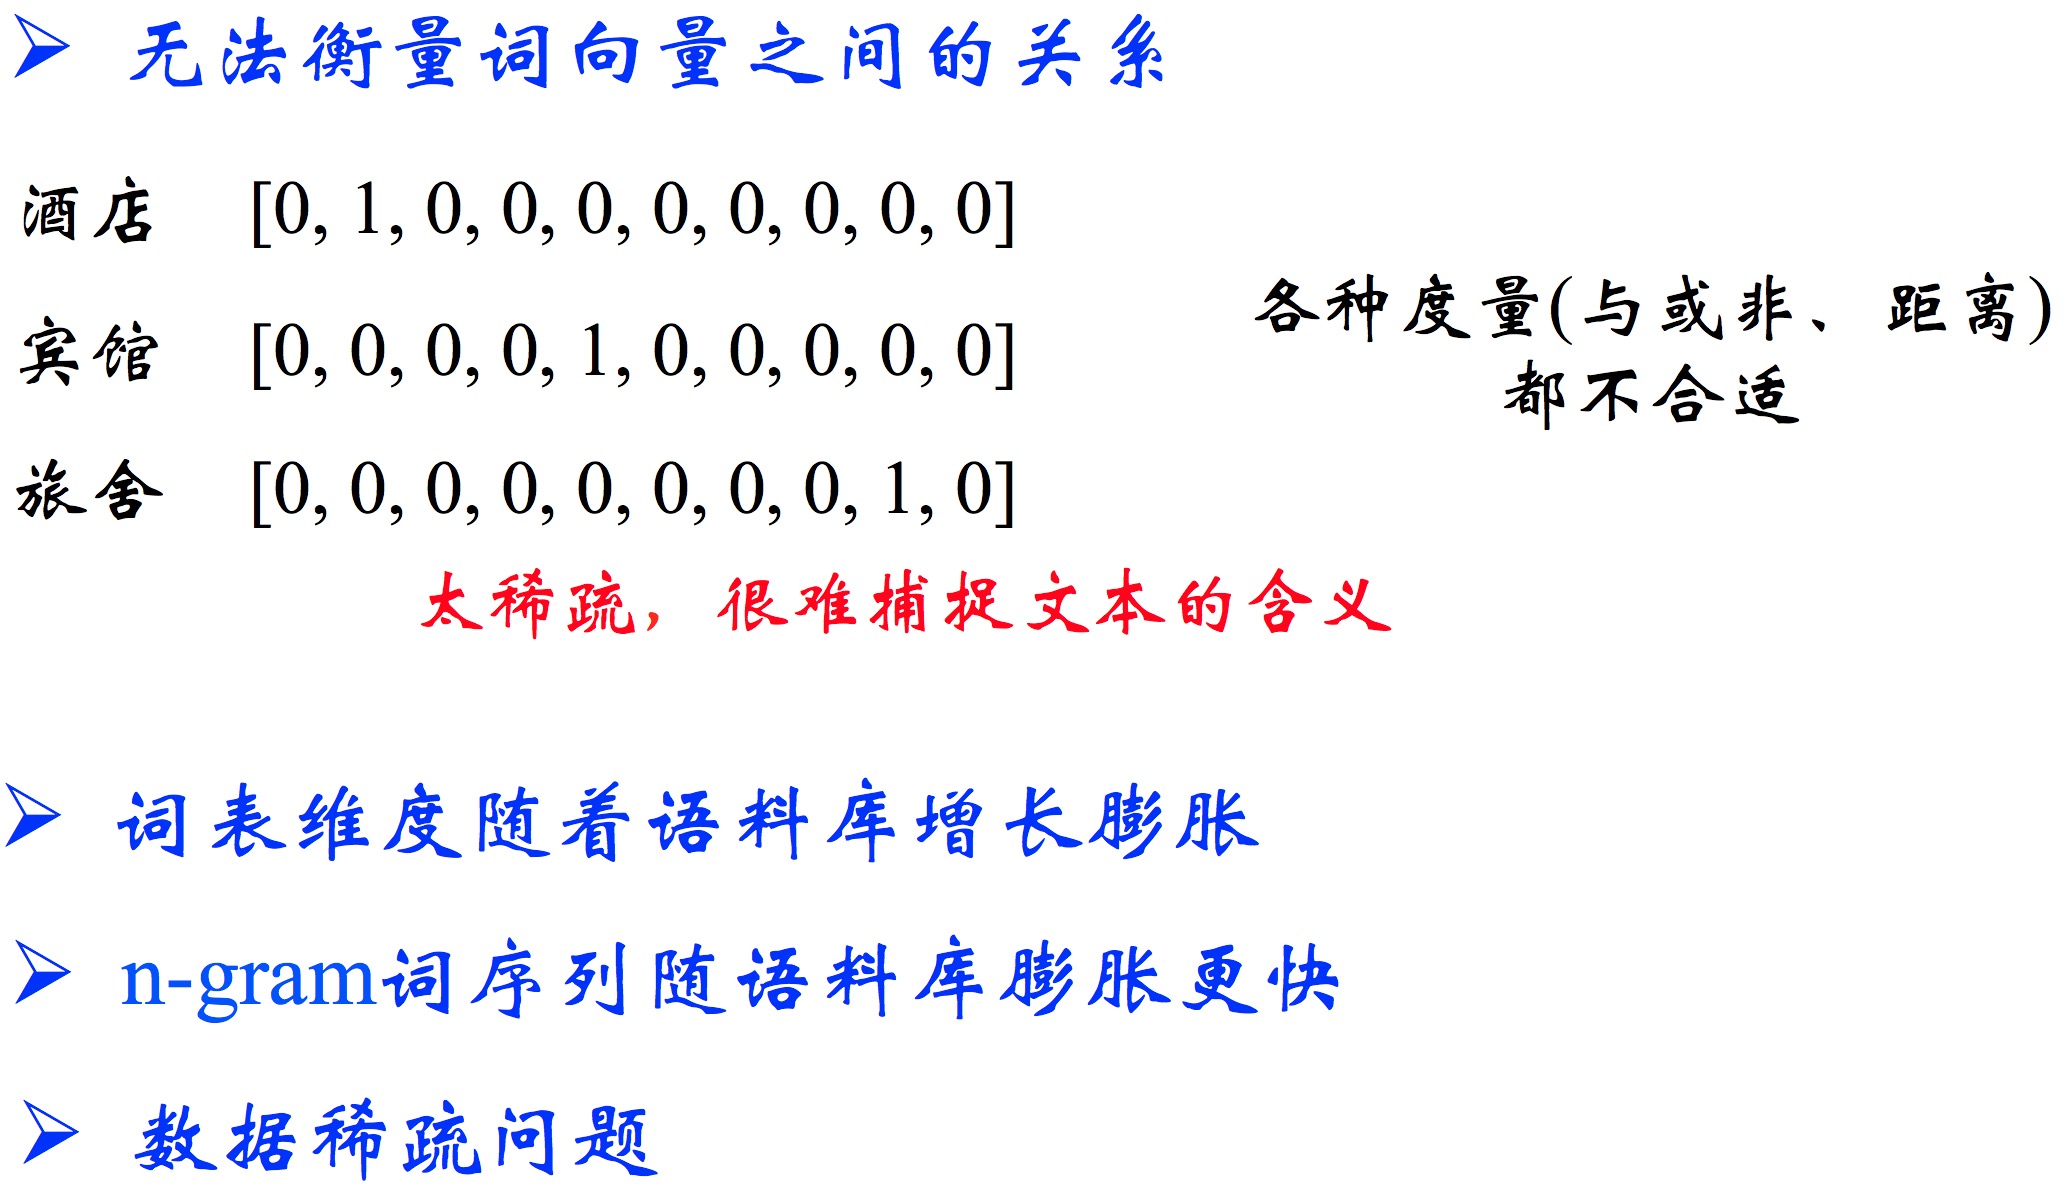 ➢ 无法衡量词向量之间的关系
酒店 [0, 1, 0, 0, 0, 0, 0, 0, 0, 0]
宾馆 [0, 0, 0, 0, 1, 0, 0, 0, 0, 0]
旅舍 [0, 0, 0, 0, 0, 0, 0, 0, 1, 0]
各种度量(与或非、距离)
都不合适
太稀疏，很难捕捉文本的含义
➢ 词表维度随着语料库增长膨胀
➢ n-gram词序列随语料库膨胀更快
➢ 数据稀疏问题